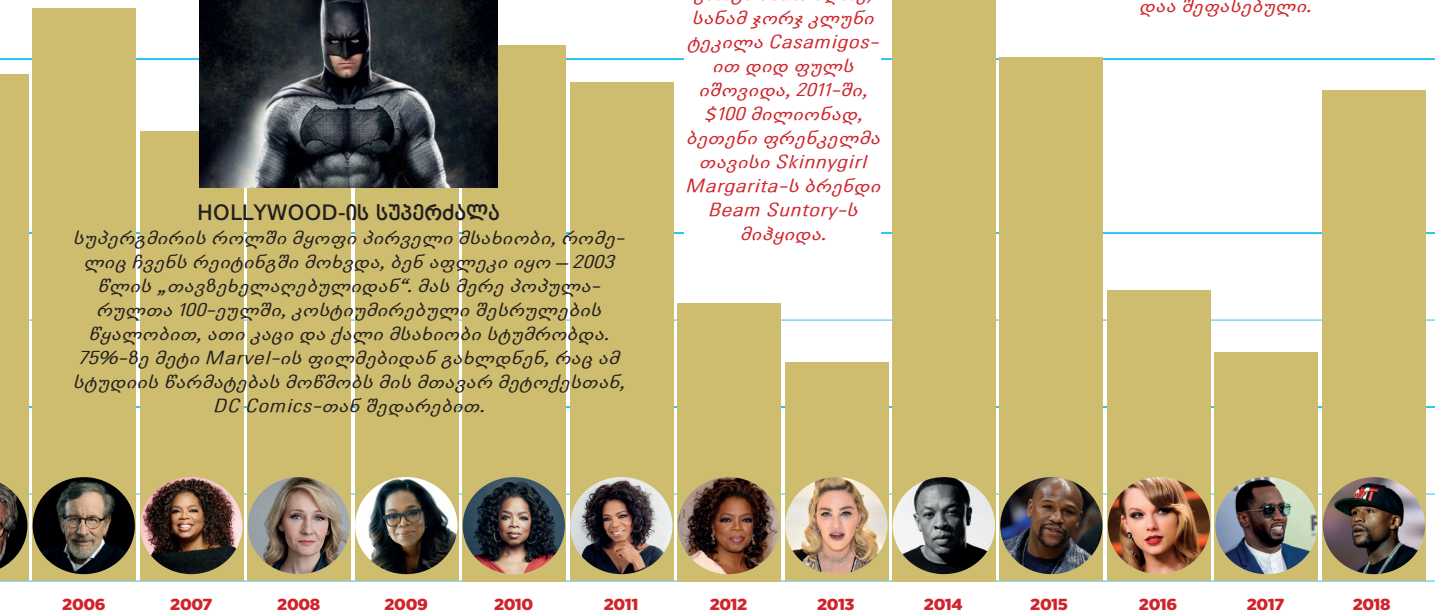 სანამ ჯორჯ კლუნი
ტეკილა Casamigos-
ით დიდ ფულს
იშოვიდა, 2011-ში,
$100 მილიონად,
ბეთენი ფრენკელმა
თავისი Skinnygirl
Margarita-ს ბრენდი
Beam Suntory-ს
მიჰყიდა.
დაა შეფასებული.
HOLLYWOOD-ის სუპერძალა
სუპერგმირის როლში მყოფი პირველი მსახიობი, რომე-
ლიც ჩვენს რეიტინგში მოხვდა, ბენ აფლეკი იყო – 2003
წლის „თავზეხელაღებულიდან“. მას მერე პოპულა-
რულთა 100-ეულში, კოსტიუმირებული შესრულების
წყალობით, ათი კაცი და ქალი მსახიობი სტუმრობდა.
75%-ზე მეტი Marvel-ის ფილმებიდან გახლდნენ, რაც ამ
სტუდიის წარმატებას მოწმობს მის მთავარ მეტოქესთან,
DC Comics-თან შედარებით.
2006 2007 2008 2009 2010 2011 2012 2013 2014 2015 2016 2017 2018